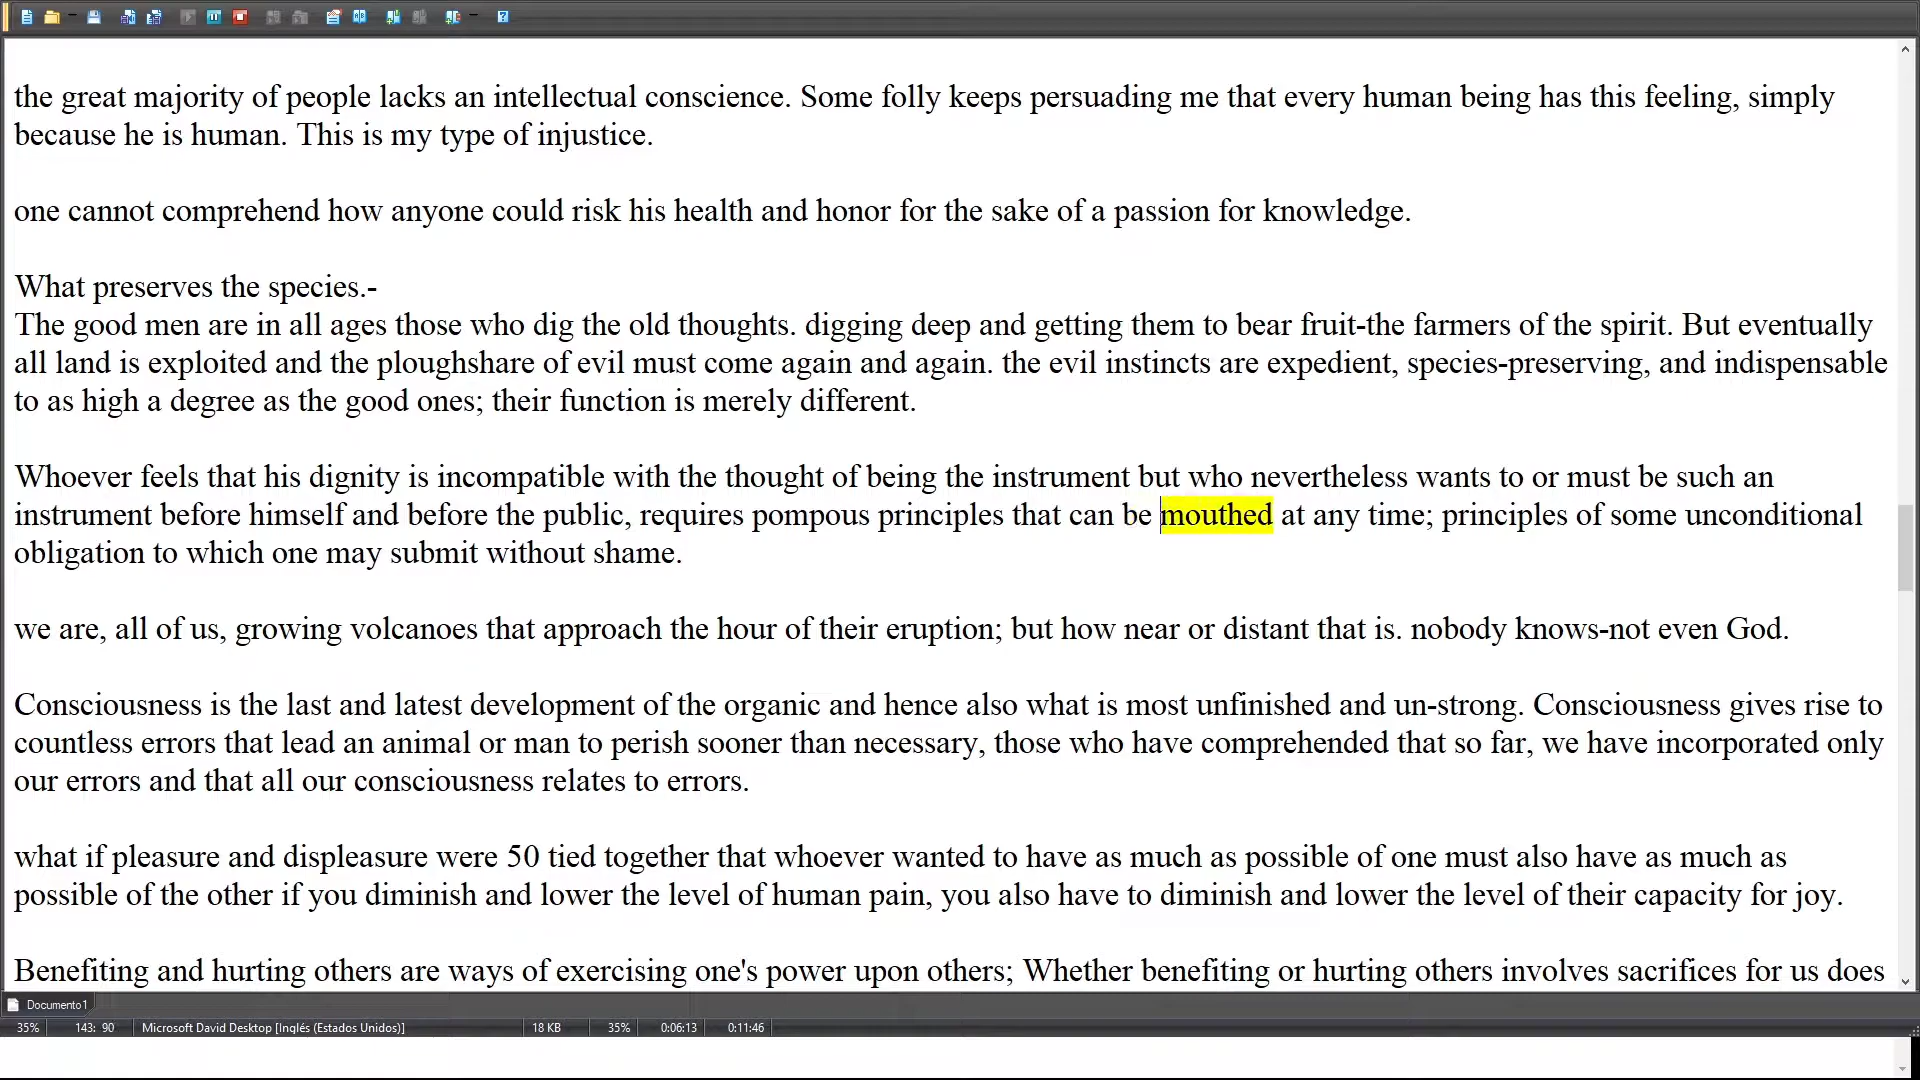 the great majority of people lacks an intellectual conscience. Some folly keeps persuading me that every human being has this feeling, simply
because he is human. This is my type of injustice.
one cannot comprehend how anyone could risk his health and honor for the sake of a passion for knowledge.
What preserves the species.-
The good men are in all ages those who dig the old thoughts. digging deep and getting them to bear fruit-the farmers of the spirit. But eventually
all land is exploited and the ploughshare of evil must come again and again. the evil instincts are expedient, species-preserving, and indispensable
to as high a degree as the good ones; their function is merely different.
Whoever feels that his dignity is incompatible with the thought of being the instrument but who nevertheless wants to or must be such an
instrument before himself and before the public, requires pompous principles that can be mouthed at any time; principles of some unconditional
obligation to which one may submit without shame.
we are, all of us, growing volcanoes that approach the hour of their eruption; but how near or distant that is. nobody knows-not even God.
Consciousness is the last and latest development of the organic and hence also what is most unfinished and un-strong. Consciousness gives rise to
countless errors that lead an animal or man to perish sooner than necessary, those who have comprehended that so far, we have incorporated only
our errors and that all our consciousness relates to errors.
what if pleasure and displeasure were 50 tied together that whoever wanted to have as much as possible of one must also have as much as
possible of the other if you diminish and lower the level of human pain, you also have to diminish and lower the level of their capacity for joy.
Benefiting and hurting others are ways of exercising one's power upon others; Whether benefiting or hurting others involves sacrifices for us does
Documento1
35% 143: 90 Microsoft David Desktop [Inglés (Estados Unidos)] 18 KB 35% 0:06:13 0:11:46